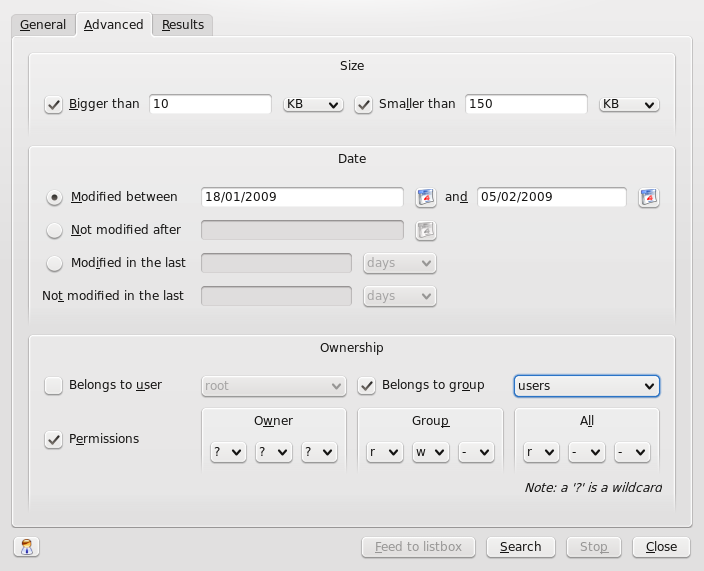 General Advanced Results
Size
Bigger than 10 KB Smaller than 150 KB
Date
Modified between 18/01/2009 and 05/02/2009
Not modified after
Modified in the last days
Not modified in the last days
Ownership
Belongs to user root Belongs to group users
Permissions
Owner Group All
? ? ? r w - r - -
Note: a '?' is a wildcard
Feed to listbox Search Stop Close